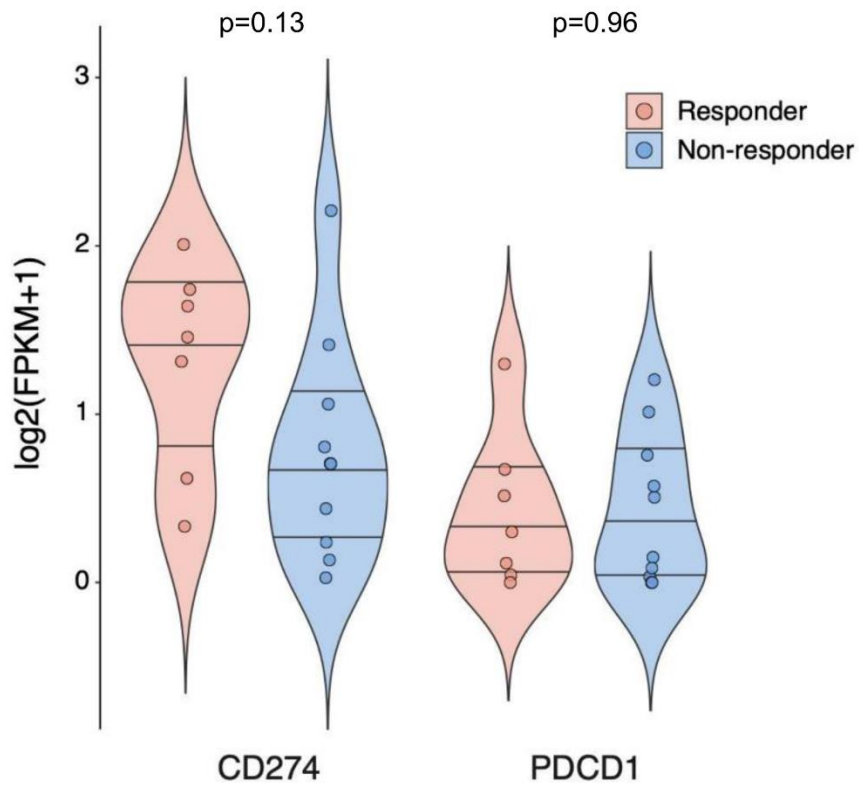 p=0.13 p=0.96
Responder
Non-responder
log2(FPKM+1)
3
2
1
0
CD274 PDCD1